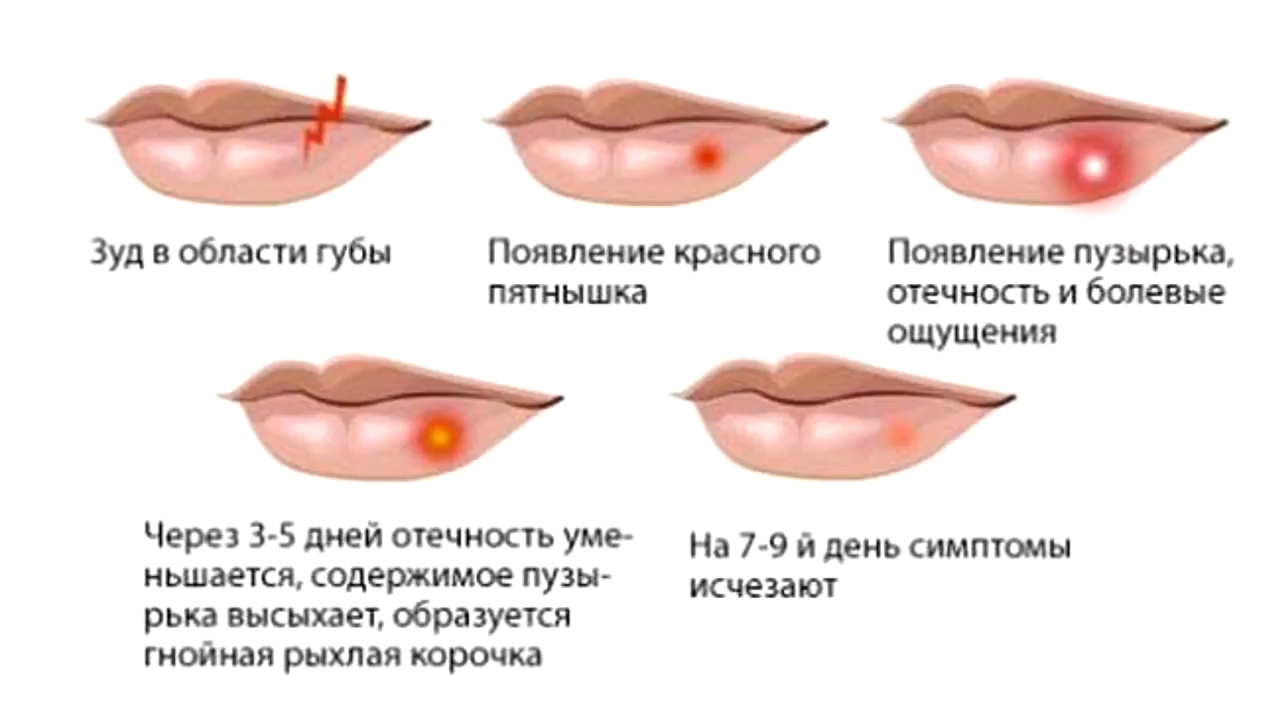 Зуд в области губы
Появление красного
пятнышка
Появление пузырька,
отечность и болевые
ощущения
Через 3-5 дней отечность уме-
ньшается, содержимое пузы-
рька высыхает, образуется
гнойная рыхлая корочка
На 7-9 й день симптомы
исчезают